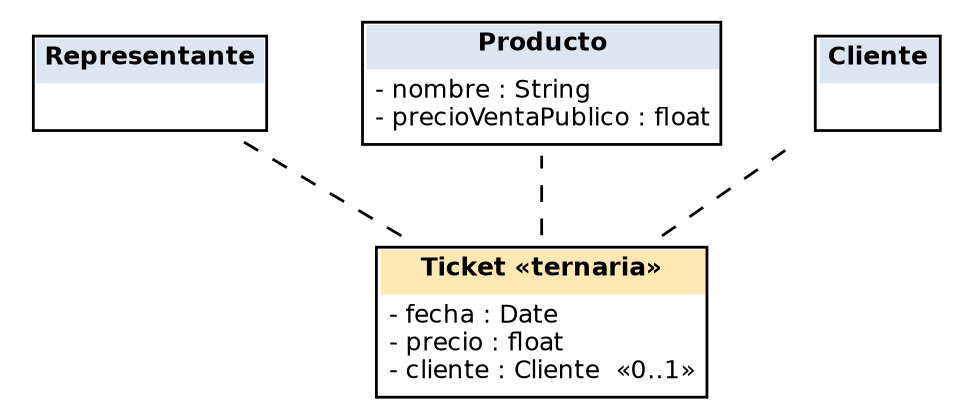 Representante
Producto
- nombre : String
- precioVentaPublico : float
Cliente
Ticket «ternaria»
- fecha : Date
- precio : float
- cliente : Cliente «0..1»